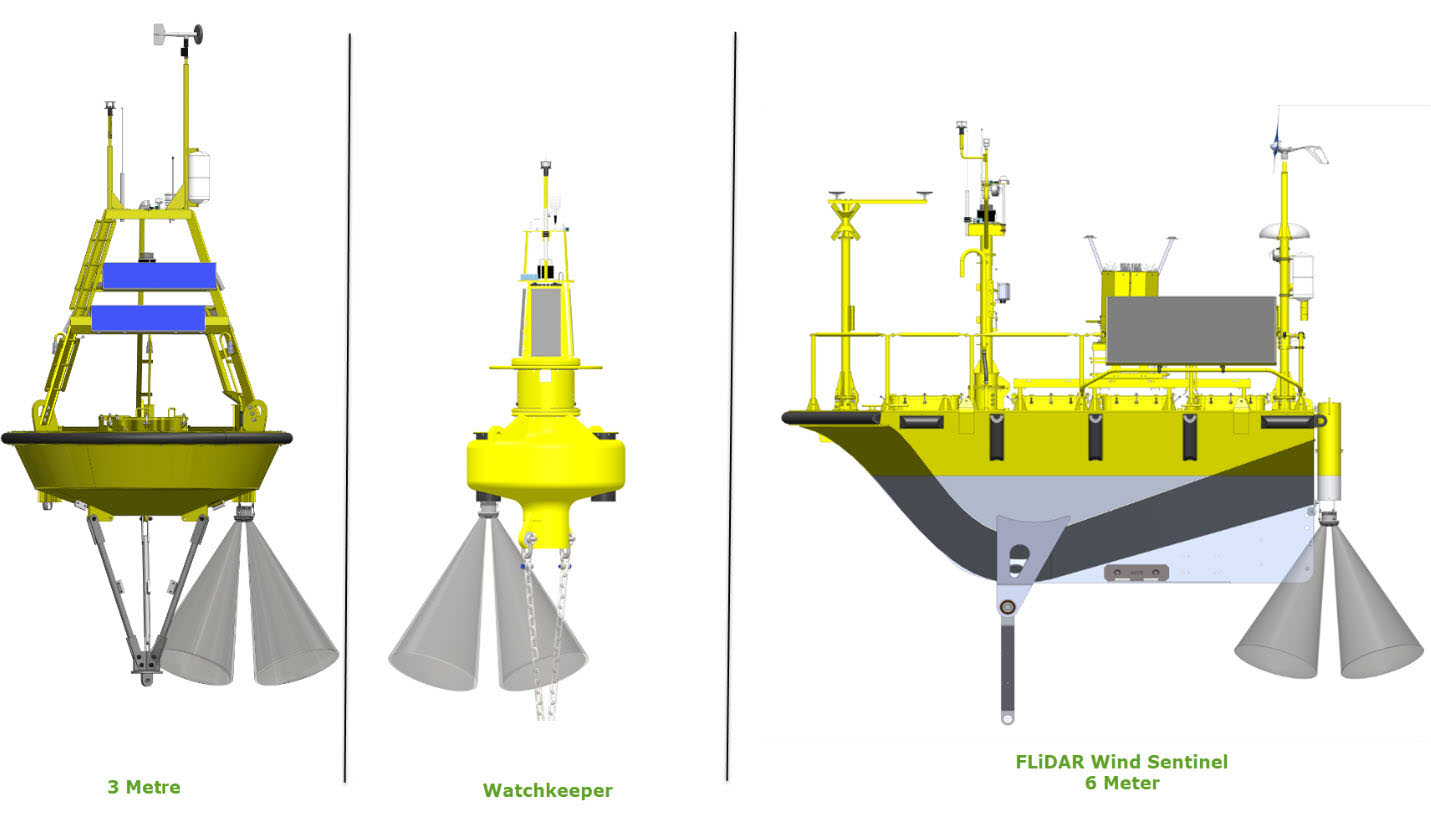 3 Metre
Watchkeeper
FLiDAR Wind Sentinel
6 Meter